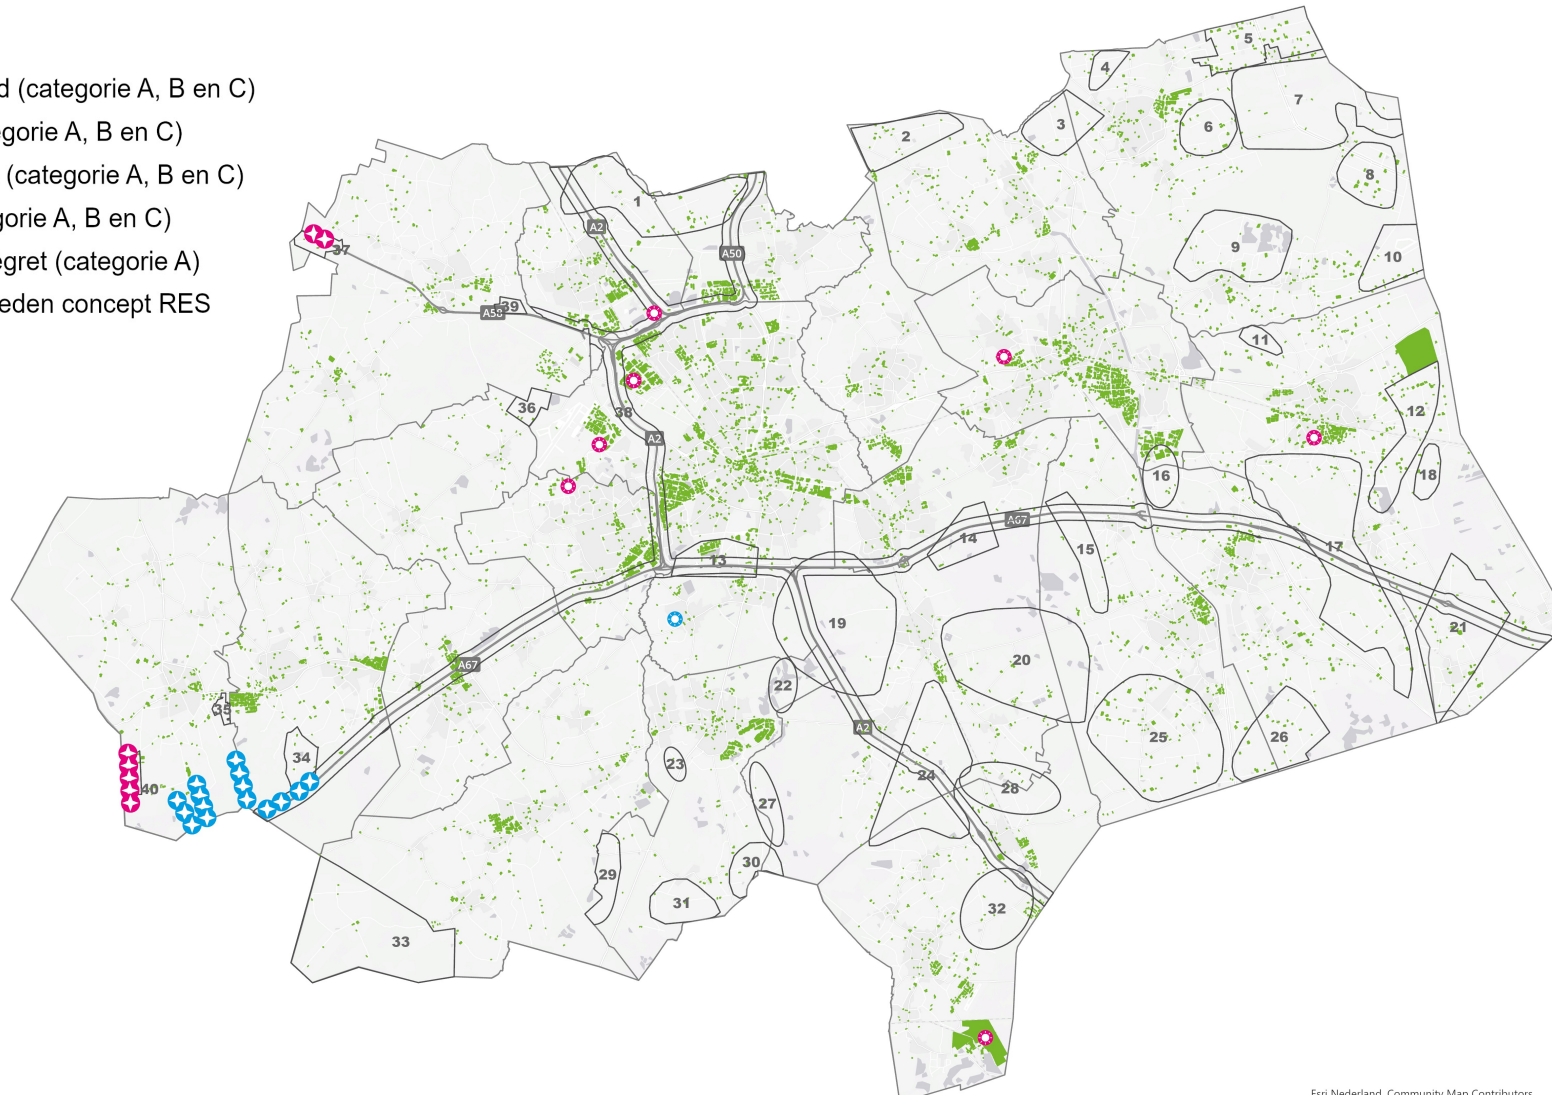 d (categorie A, B en C)
egorie A, B en C)
(categorie A, B en C)
gorie A, B en C)
egret (categorie A)
eden concept RES
5
4
7
3
6
2
8
1
A2
37
9
A50
10
A58
39
11
36
38
12
A2
16
18
A67
14
17
15
13
19
21
20
A67
22
35
A2
25
26
34
23
24
40
28
27
30
29
31
32
33
Esri Nederland, Community Map Contributors